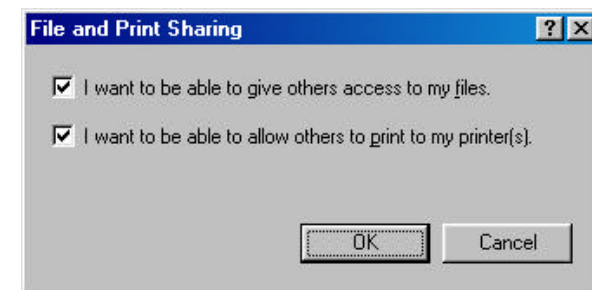 File and Print Sharing
I want to be able to give others access to my files.
I want to be able to allow others to print to my printer(s).
OK Cancel